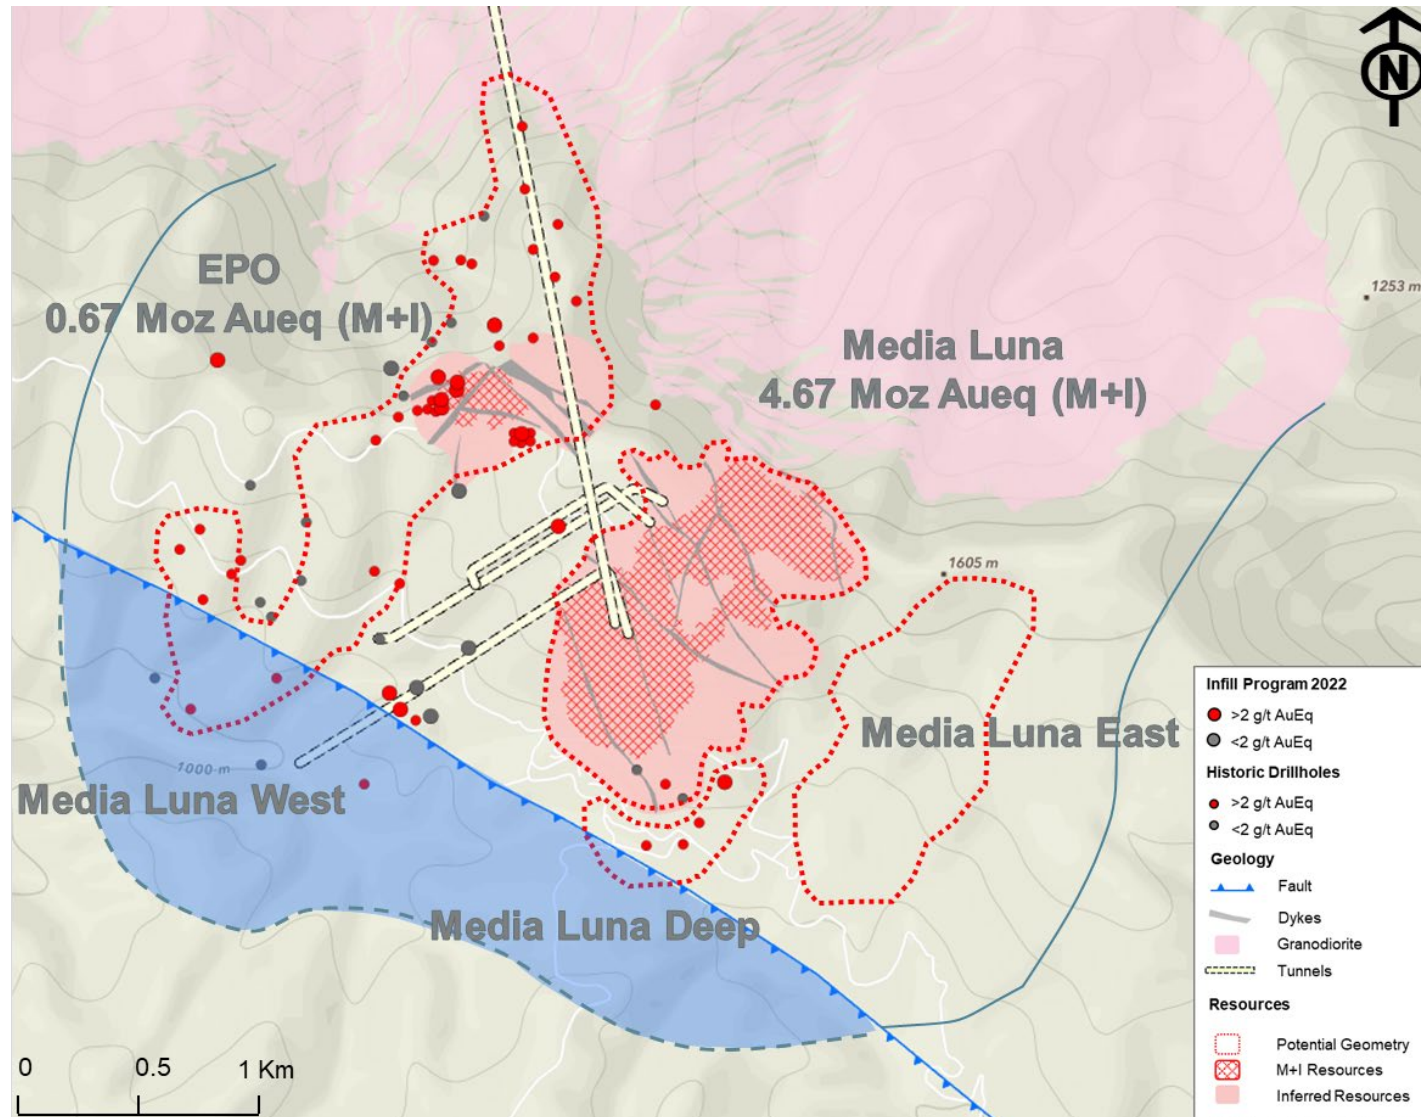 N
1253 m
EPO
0.67 Moz Aueq (M+I)
Media Luna
4.67 Moz Aueq (M+I)
1605 m
Media Luna East
1000 m
Media Luna West
Media Luna Deep
0 0.5 1 Km
Infill Program 2022
>2 g/t AuEq
<2 g/t AuEq
Historic Drillholes
>2 g/t AuEq
<2 g/t AuEq
Geology
Fault
Dykes
Granodiorite
Tunnels
Resources
Potential Geometry
M+I Resources
Inferred Resources